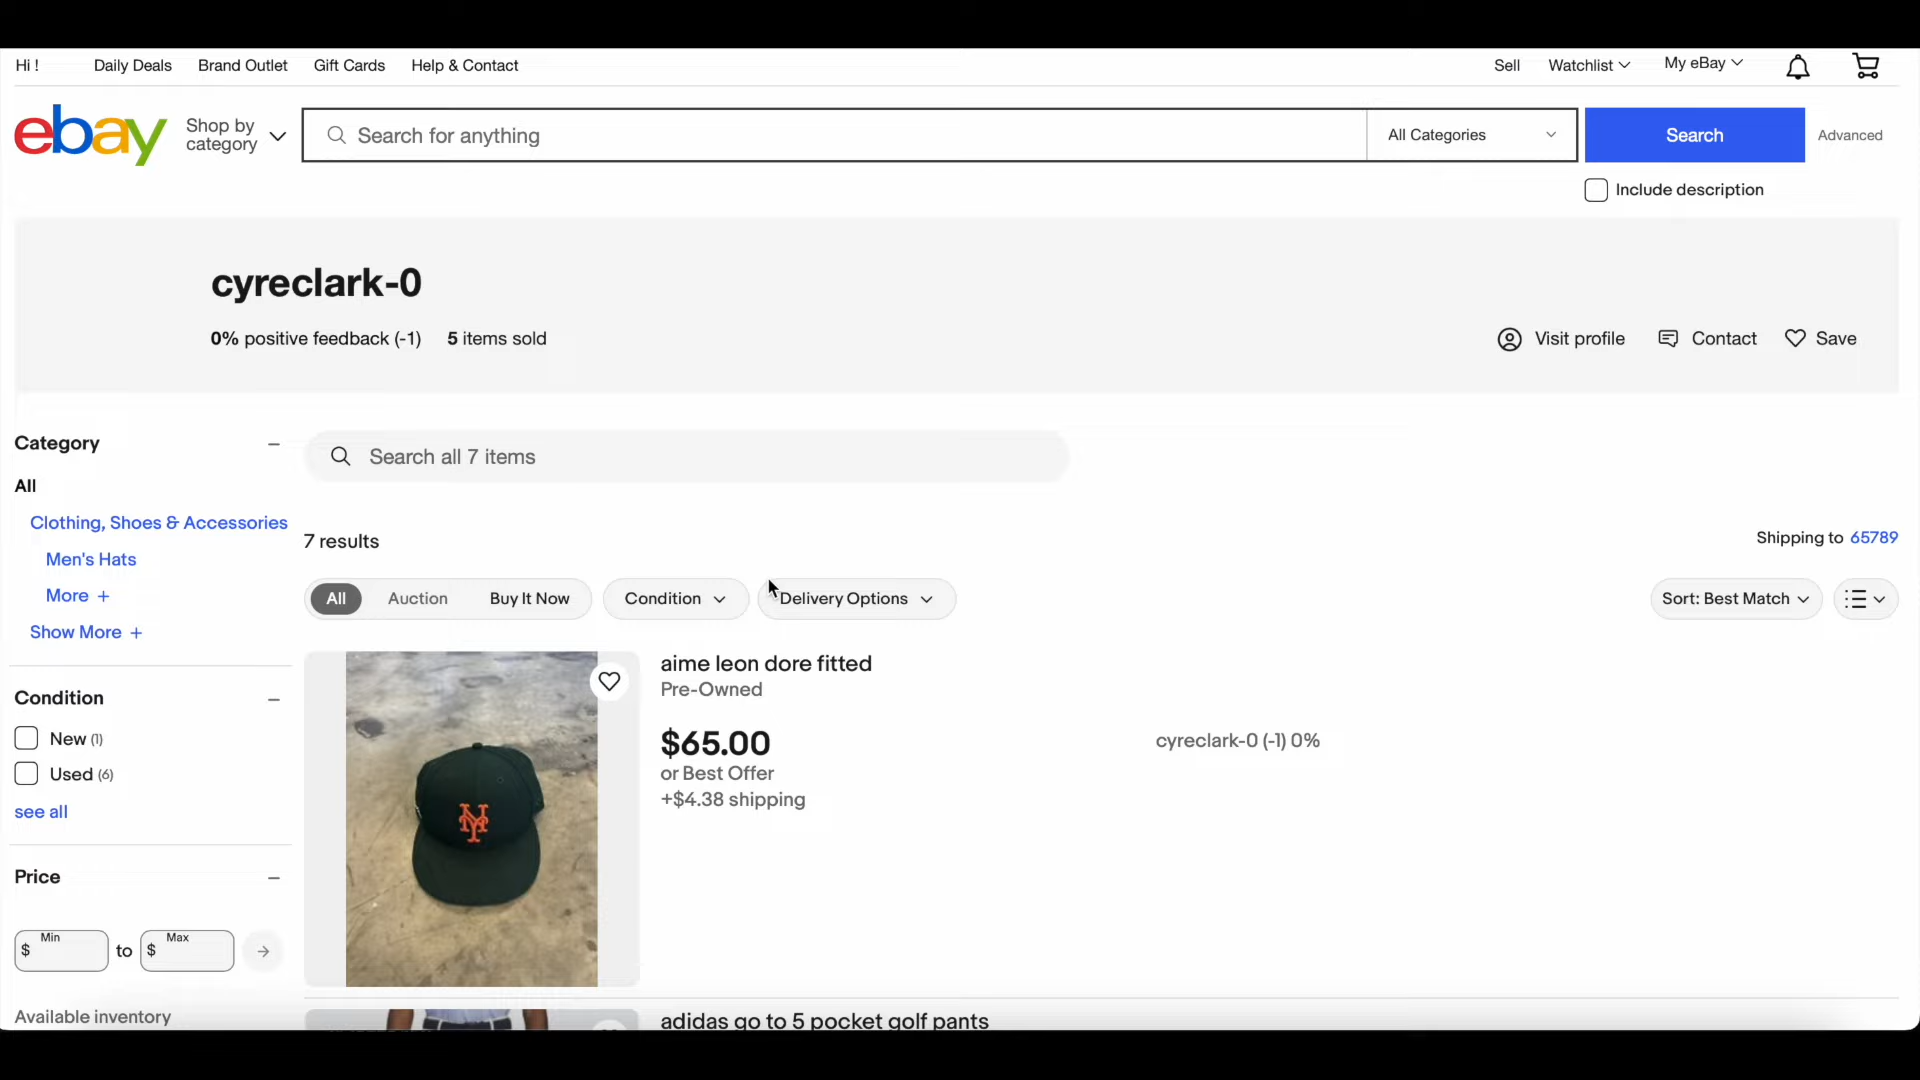 Hi !
Daily Deals
Brand Outlet
Gift Cards
Help & Contact
Sell
Watchlist
My eBay
ebay
Shop by
category
Search for anything
All Categories
Search
Advanced
Include description
cyreclark-0
0% positive feedback (-1)
5 items sold
Visit profile
Contact
Save
Category
All
Clothing, Shoes & Accessories
Men's Hats
More +
Show More +
Condition
New (1)
Used (6)
see all
Price
$ Min to $ Max
Available inventory
Search all 7 items
7 results
Shipping to 65789
All
Auction
Buy It Now
Condition
Delivery Options
Sort: Best Match
NY
aime leon dore fitted
Pre-Owned
$65.00
or Best Offer
+$4.38 shipping
cyreclark-0 (-1) 0%
adidas go to 5 pocket golf pants